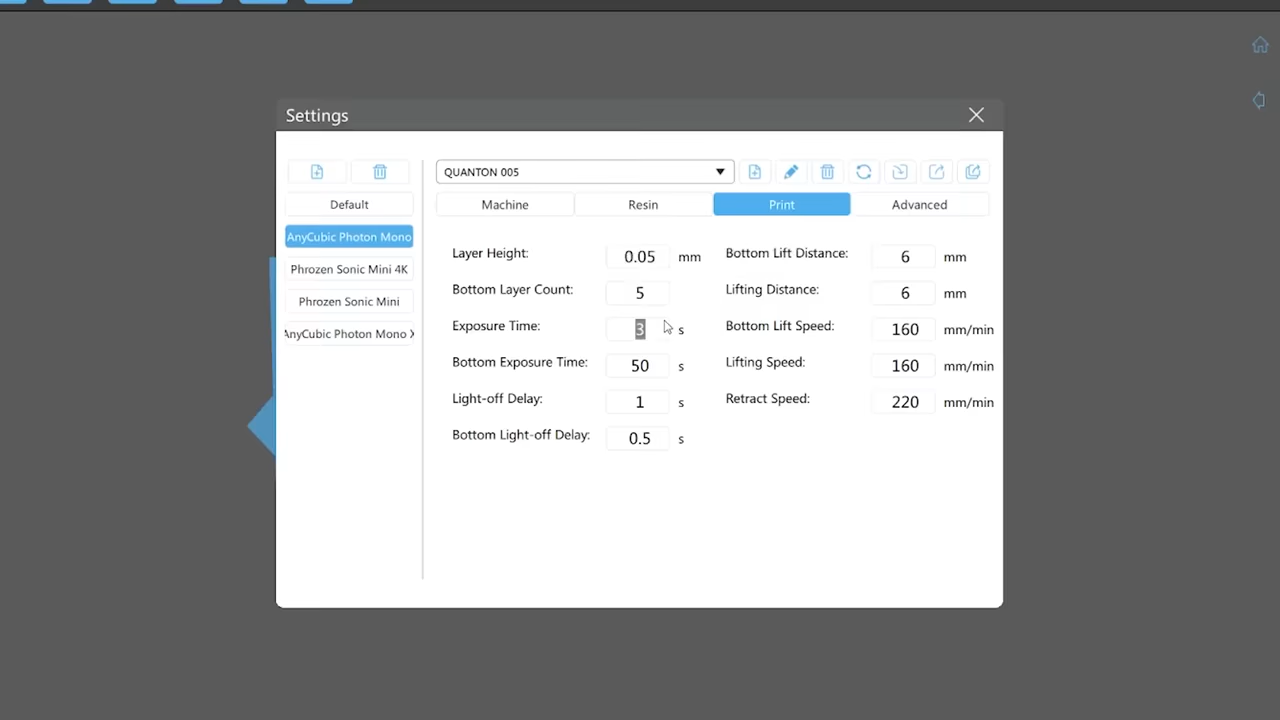 Settings
QUANTON 005
Default
Machine
Resin
Print
Advanced
AnyCubic Photon Mono
Phrozen Sonic Mini 4K
Phrozen Sonic Mini
AnyCubic Photon Mono X
Layer Height: 0.05 mm
Bottom Layer Count: 5
Exposure Time: 3 s
Bottom Exposure Time: 50 s
Light-off Delay: 1 s
Bottom Light-off Delay: 0.5 s
Bottom Lift Distance: 6 mm
Lifting Distance: 6 mm
Bottom Lift Speed: 160 mm/min
Lifting Speed: 160 mm/min
Retract Speed: 220 mm/min